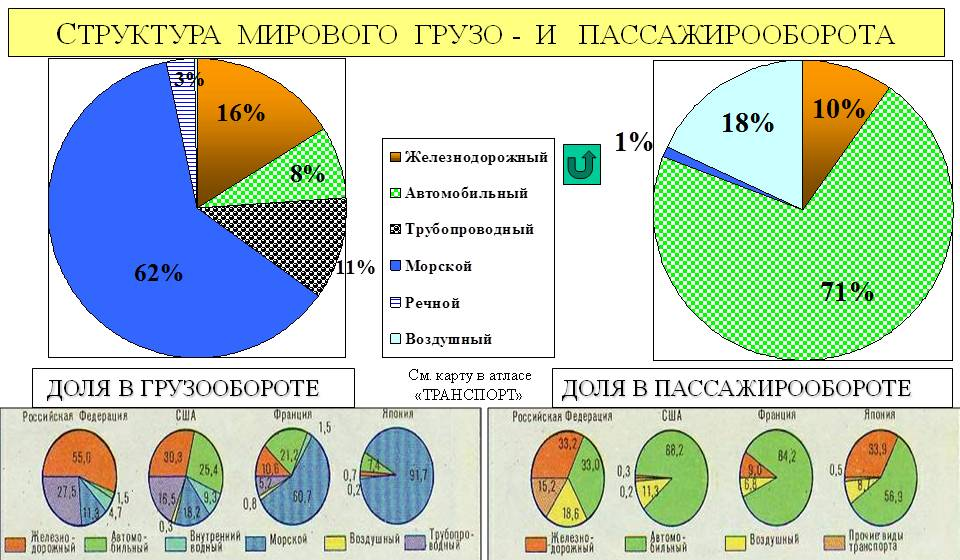 СТРУКТУРА МИРОВОГО ГРУЗО - И ПАССАЖИРООБОРОТА
3%
16%
8%
11%
62%
Железнодорожный
Автомобильный
Трубопроводный
Морской
Речной
Воздушный
1%
18%
10%
71%
ДОЛЯ В ГРУЗООБОРОТЕ
См. карту в атласе
«ТРАНСПОРТ»
ДОЛЯ В ПАССАЖИРООБОРОТЕ
Российская Федерация
США
Франция
Япония
55,0
27,5
11,3
4,7
1,5
30,3
25,4
9,3
18,2
16,5
0,3
1,5
21,2
10,6
5,2
0,8
60,7
7,4
0,7
0,2
91,7
Железно-
дорожный
Автомо-
бильный
Внутренний
водный
Морской
Воздушный
Трубопро-
водный
Российская Федерация
США
Франция
Япония
33,2
33,0
15,2
18,6
88,2
0,3
0,2
11,3
84,2
9,0
6,8
33,9
0,5
8,7
56,9
Железно-
дорожный
Автомо-
бильный
Воздушный
Прочие виды
транспорта